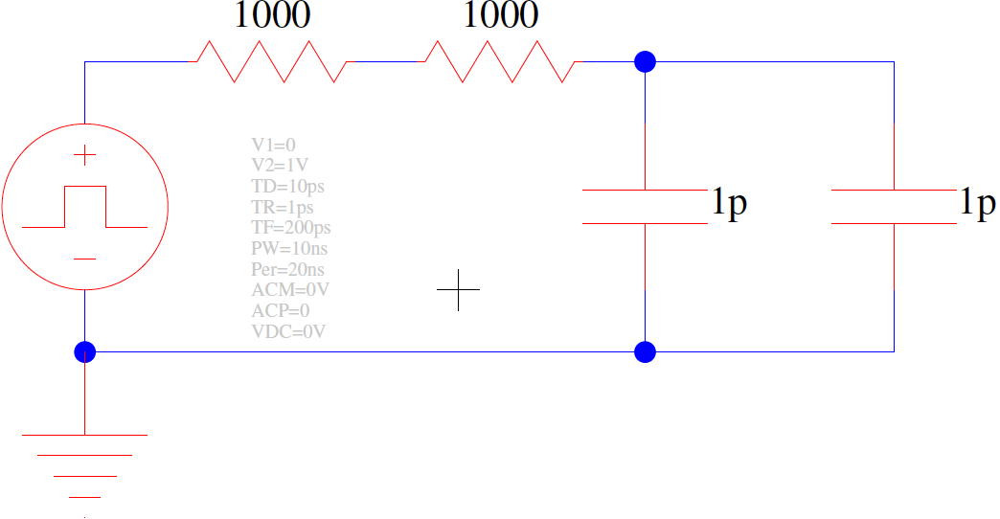 1000 1000
V1=0
V2=1V
TD=10ps
TR=1ps
TF=200ps
PW=10ns
Per=20ns
ACM=0V
ACP=0
VDC=0V
1p 1p